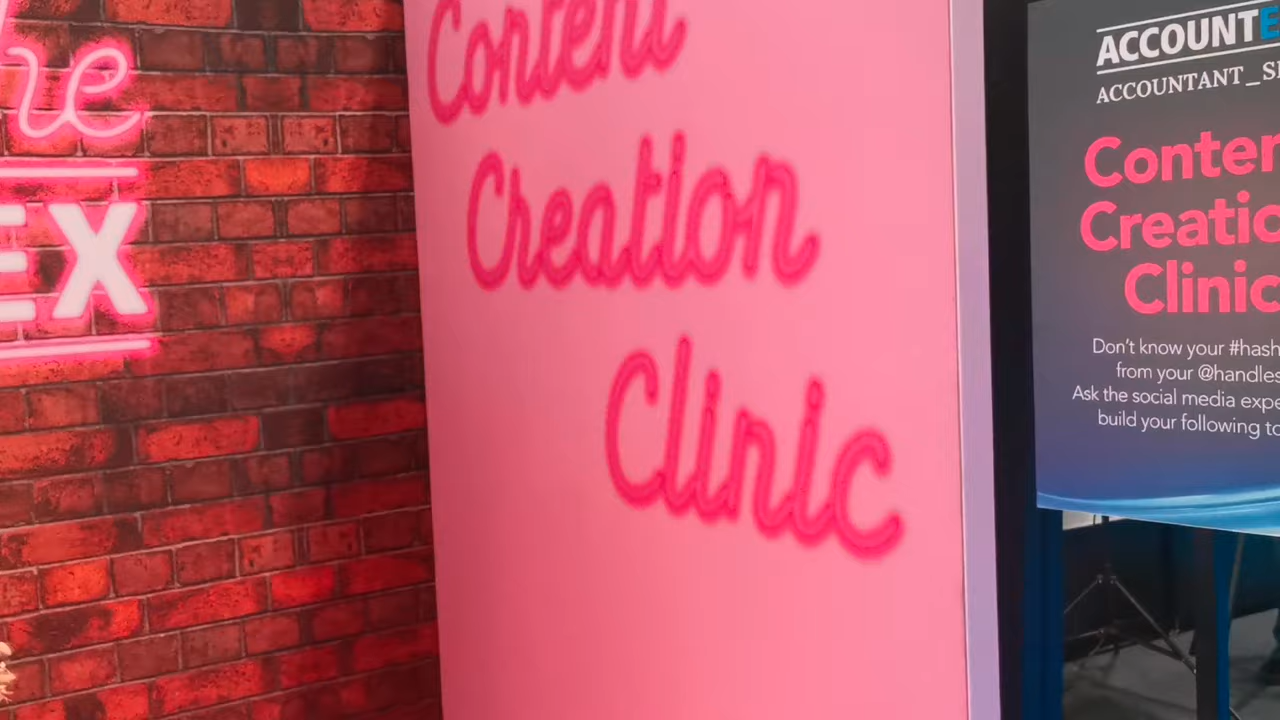 he
EX
Content
Creation
Clinic
ACCOUNTE
ACCOUNTANT_S
Conten
Creatio
Clinic
Don't know your #hash
from your @handles
Ask the social media expe
build your following to